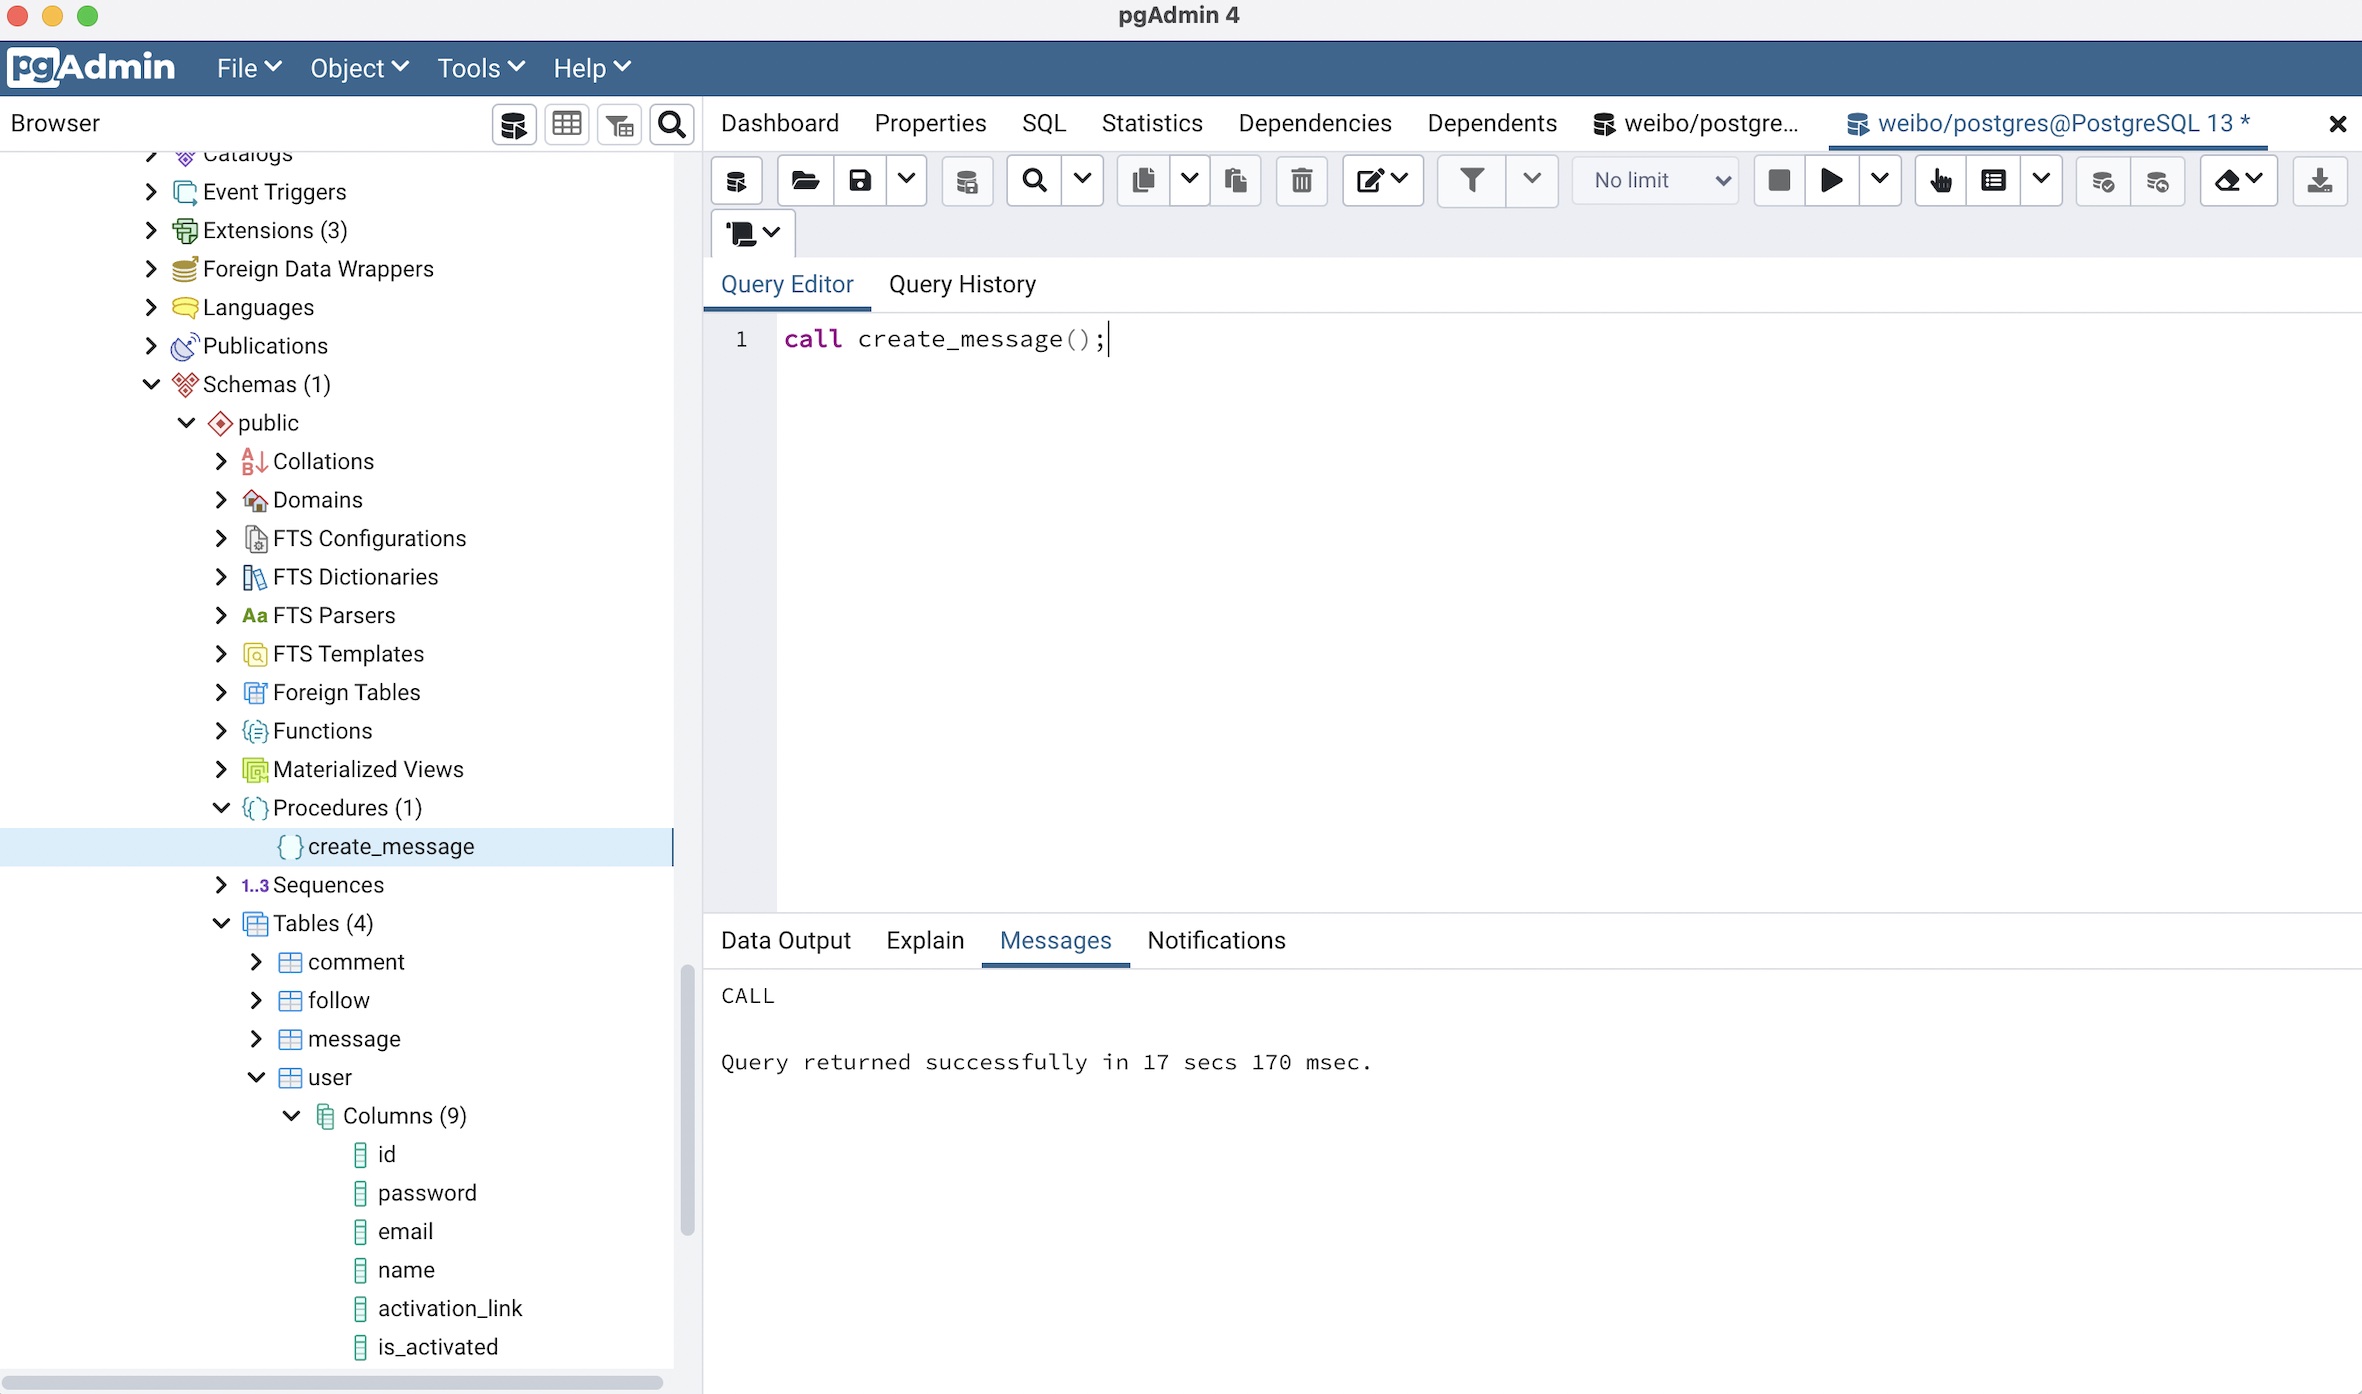 pgAdmin 4
pgAdmin File Object Tools Help
Browser
Dashboard Properties SQL Statistics Dependencies Dependents weibo/postgre... weibo/postgres@PostgreSQL 13 *
No limit
Catalogs
Event Triggers
Extensions (3)
Foreign Data Wrappers
Languages
Publications
Schemas (1)
public
A
B
Collations
Domains
FTS Configurations
FTS Dictionaries
Aa FTS Parsers
FTS Templates
Foreign Tables
Functions
Materialized Views
Procedures (1)
create_message
1..3 Sequences
Tables (4)
comment
follow
message
user
Columns (9)
id
password
email
name
activation_link
is_activated
Query Editor Query History
1 call create_message();
Data Output Explain Messages Notifications
CALL
Query returned successfully in 17 secs 170 msec.